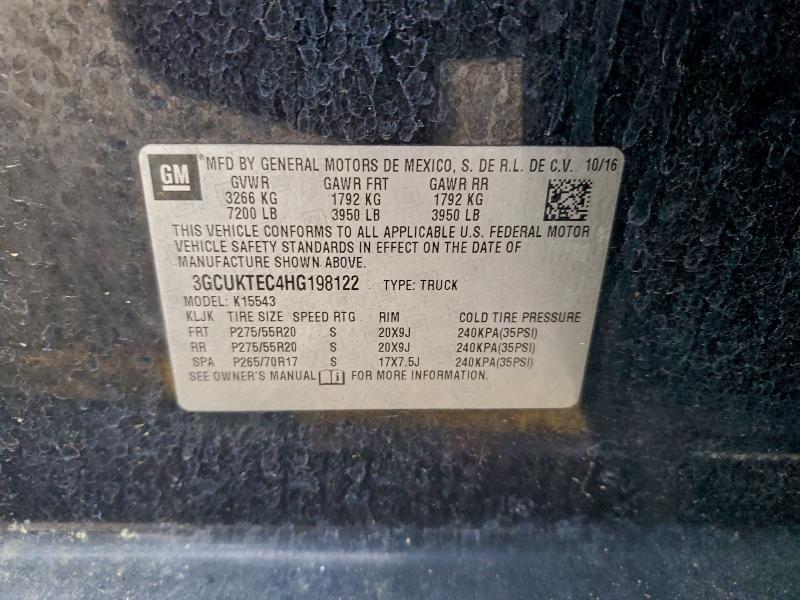 GM ® MFD BY GENERAL MOTORS DE MEXICO, S. DE R.L. DE C.V. 10/16
GVWR GAWR FRT GAWR RR
3266 KG 1792 KG 1792 KG
7200 LB 3950 LB 3950 LB
THIS VEHICLE CONFORMS TO ALL APPLICABLE U.S. FEDERAL MOTOR
VEHICLE SAFETY STANDARDS IN EFFECT ON THE DATE OF
MANUFACTURE SHOWN ABOVE.
3GCUKTEC4HG198122 TYPE: TRUCK
MODEL: K15543
KLJK TIRE SIZE SPEED RTG RIM COLD TIRE PRESSURE
FRT P275/55R20 S 20X9J 240KPA(35PSI)
RR P275/55R20 S 20X9J 240KPA(35PSI)
SPA P265/70R17 S 17X7.5J 240KPA(35PSI)
SEE OWNER'S MANUAL i FOR MORE INFORMATION.